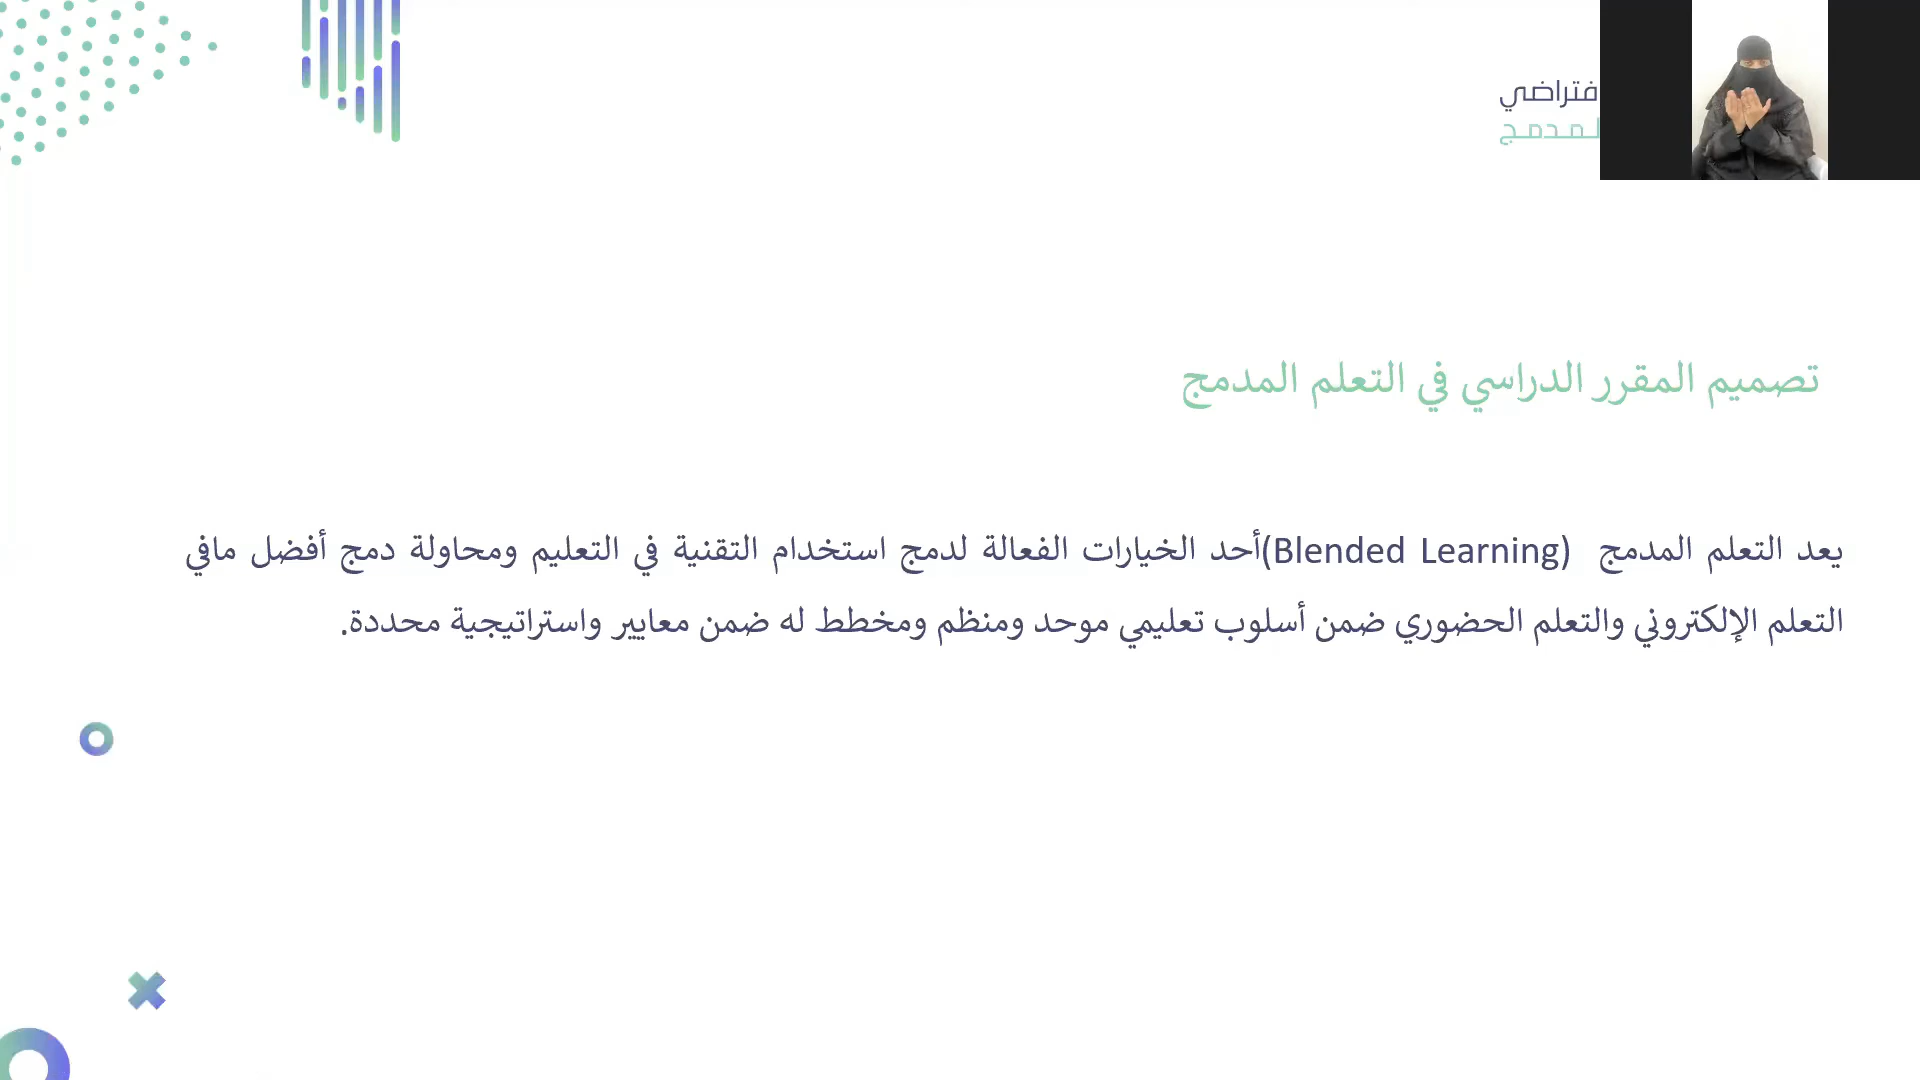 فتراضي
لمدمج
تصميم المقرر الدراسي في التعلم المدمج
يعد التعلم المدمج (Blended Learning)أحد الخيارات الفعالة لدمج استخدام التقنية في التعليم ومحاولة دمج أفضل مافي
التعلم الإلكتروني والتعلم الحضوري ضمن أسلوب تعليمي موحد ومنظم ومخطط له ضمن معايير واستراتيجية محددة.